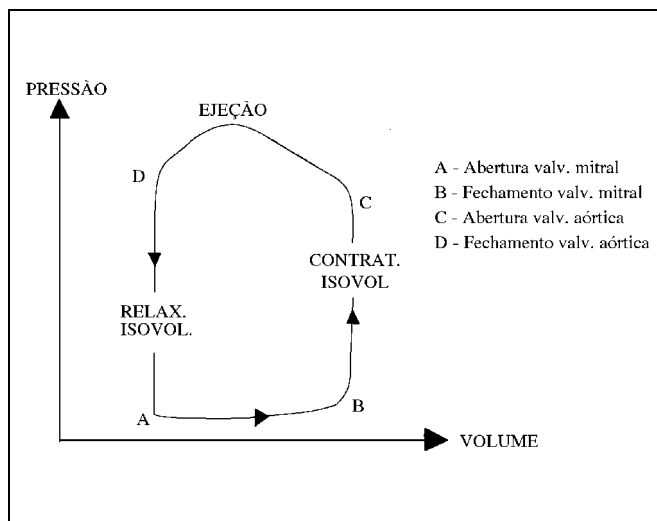 PRESSÃO
EJEÇÃO
D
C
A - Abertura valv. mitral
B - Fechamento valv. mitral
C - Abertura valv. aórtica
D - Fechamento valv. aórtica
CONTRAT.
ISOVOL
RELAX.
ISOVOL.
A
B
VOLUME